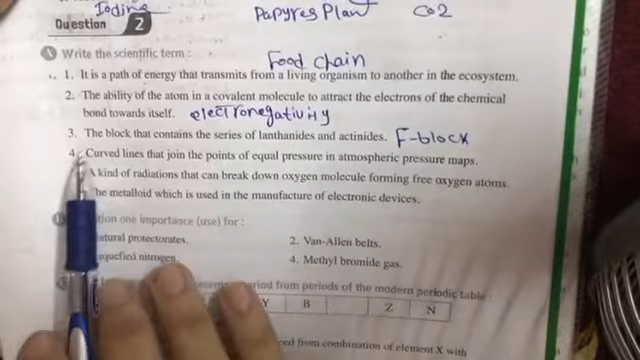 Iodine Papyres Plant Co2
Question 2
A Write the scientific term :
Food chain
1. It is a path of energy that transmits from a living organism to another in the ecosystem.
2. The ability of the atom in a covalent molecule to attract the electrons of the chemical
bond towards itself. electronegativity
3. The block that contains the series of lanthanides and actinides. F-block
4. Curved lines that join the points of equal pressure in atmospheric pressure maps.
A kind of radiations that can break down oxygen molecule forming free oxygen atoms.
The metalloid which is used in the manufacture of electronic devices.
one importance (use) for :
protectorates. 2. Van-Allen belts.
nitrogen. 4. Methyl bromide gas.
period from periods of the modern periodic table :
Y B Z N
from combination of element X with